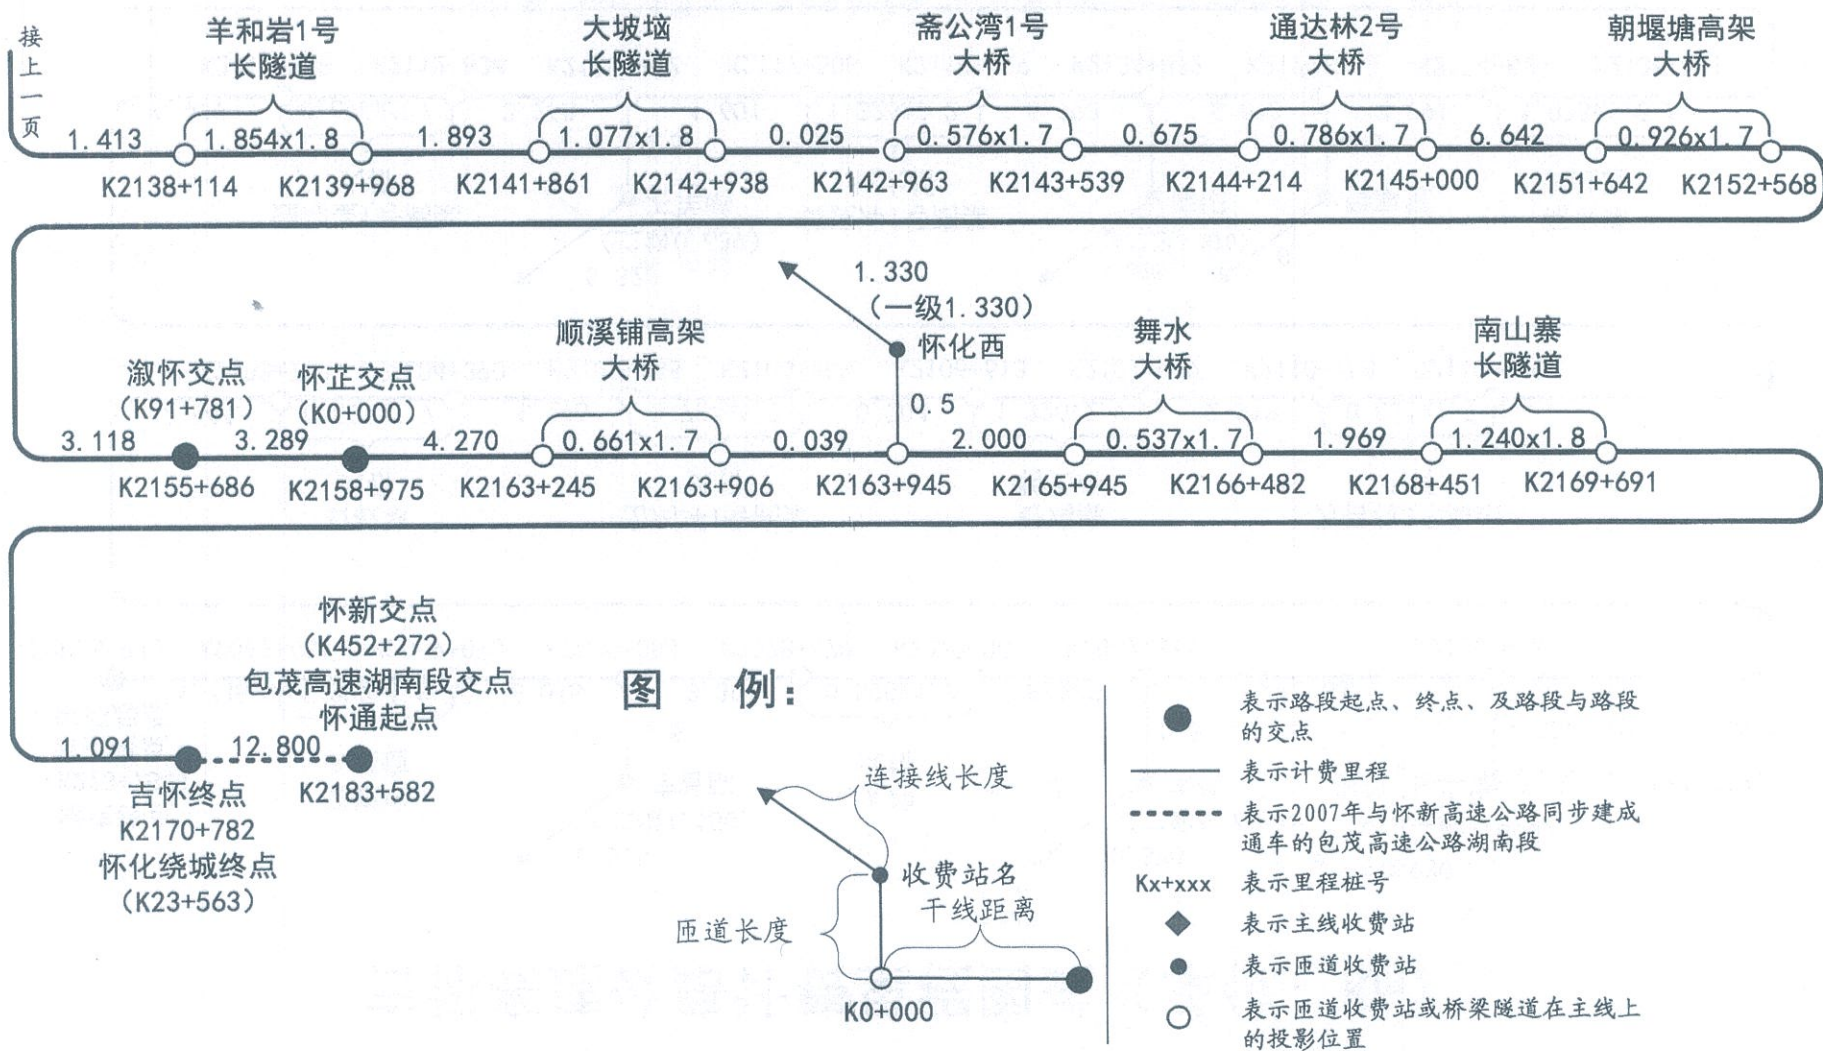 接上一页
羊和岩1号
长隧道
大坡垴
长隧道
斋公湾1号
大桥
通达林2号
大桥
朝堰塘高架
大桥
1.413
1.854x1.8
1.893
1.077x1.8
0.025
0.576x1.7
0.675
0.786x1.7
6.642
0.926x1.7
K2138+114
K2139+968
K2141+861
K2142+938
K2142+963
K2143+539
K2144+214
K2145+000
K2151+642
K2152+568
1.330
(一级1.330)
怀化西
0.5
溆怀交点
(K91+781)
怀芷交点
(K0+000)
顺溪铺高架
大桥
舞水
大桥
南山寨
长隧道
3.118
3.289
4.270
0.661x1.7
0.039
2.000
0.537x1.7
1.969
1.240x1.8
K2155+686
K2158+975
K2163+245
K2163+906
K2163+945
K2165+945
K2166+482
K2168+451
K2169+691
怀新交点
(K452+272)
包茂高速湖南段交点
怀通起点
1.091
12.800
K2183+582
吉怀终点
K2170+782
怀化绕城终点
(K23+563)
图 例:
连接线长度
收费站名
干线距离
匝道长度
K0+000
表示路段起点、终点、及路段与路段
的交点
表示计费里程
表示2007年与怀新高速公路同步建成
通车的包茂高速公路湖南段
Kx+xxx 表示里程桩号
表示主线收费站
表示匝道收费站
表示匝道收费站或桥梁隧道在主线上
的投影位置